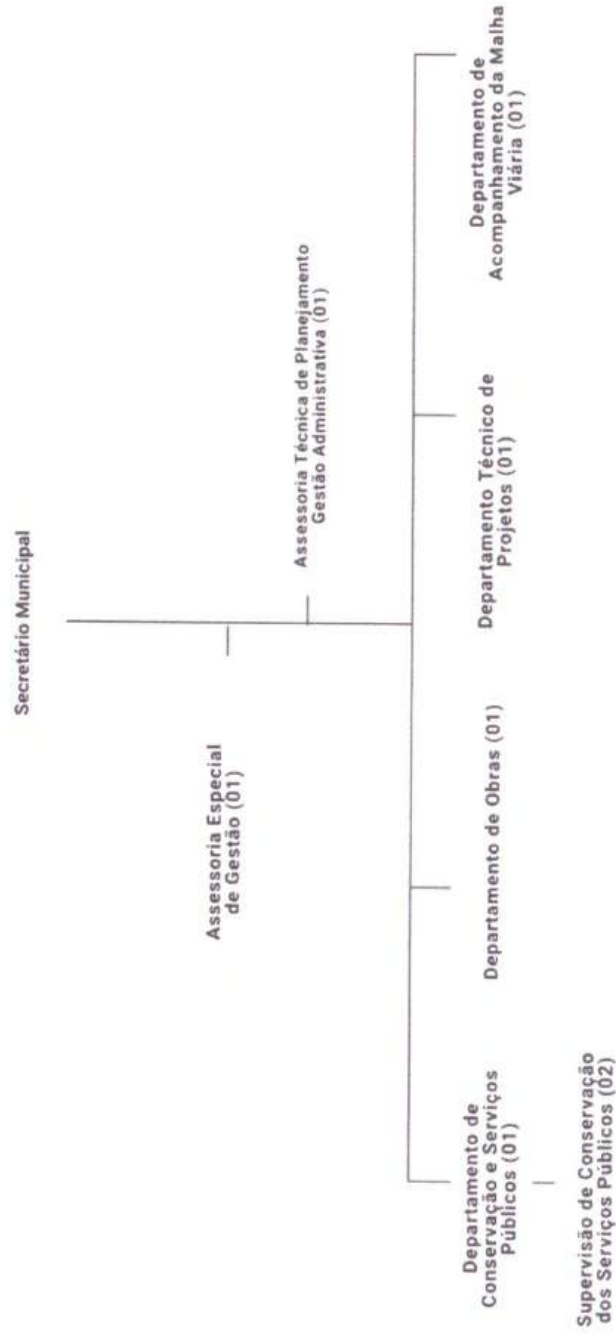 Secretário Municipal
Assessoria Especial
de Gestão (01)
Assessoria Técnica de Planejamento
Gestão Administrativa (01)
Departamento de
Conservação e Serviços
Públicos (01)
Departamento de Obras (01)
Departamento Técnico de
Projetos (01)
Departamento de
Acompanhamento da Malha
Viária (01)
Supervisão de Conservação
dos Serviços Públicos (02)